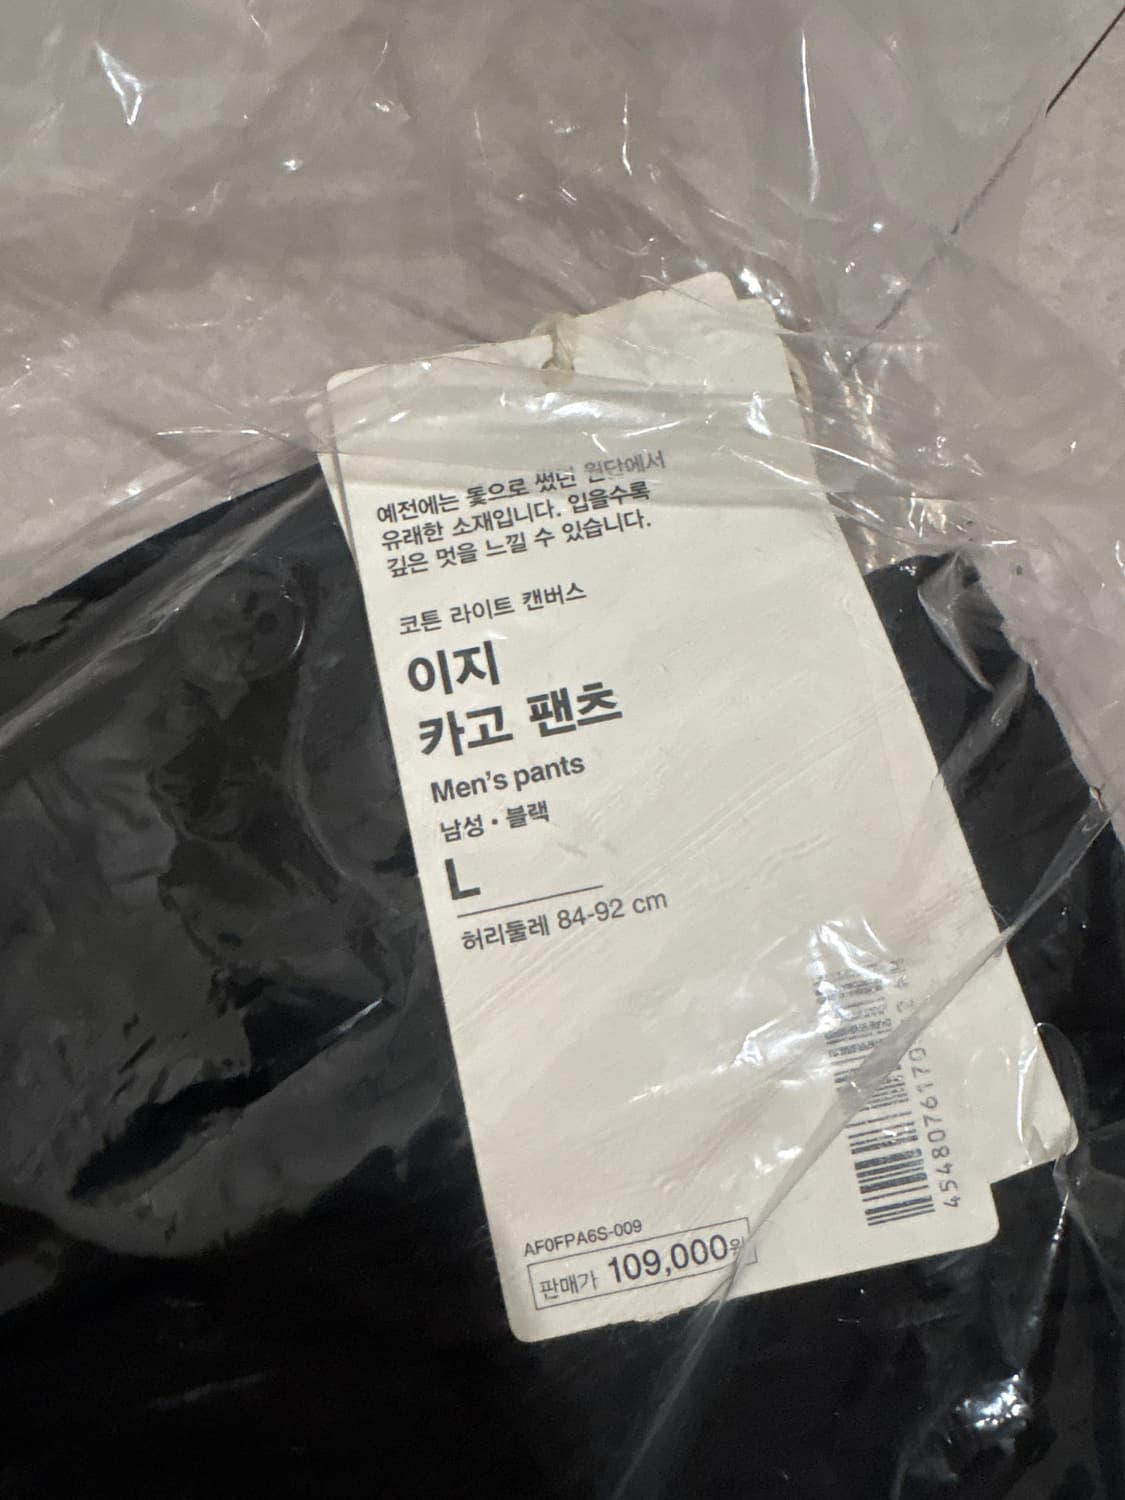 예전에는 돛으로 썼던 원단에서
유래한 소재입니다. 입을수록
깊은 멋을 느낄 수 있습니다.
코튼 라이트 캔버스
이지
카고 팬츠
Men's pants
남성・블랙
L
허리둘레 84-92 cm
4548076170
AF0FPA6S-009
판매가 109,000원